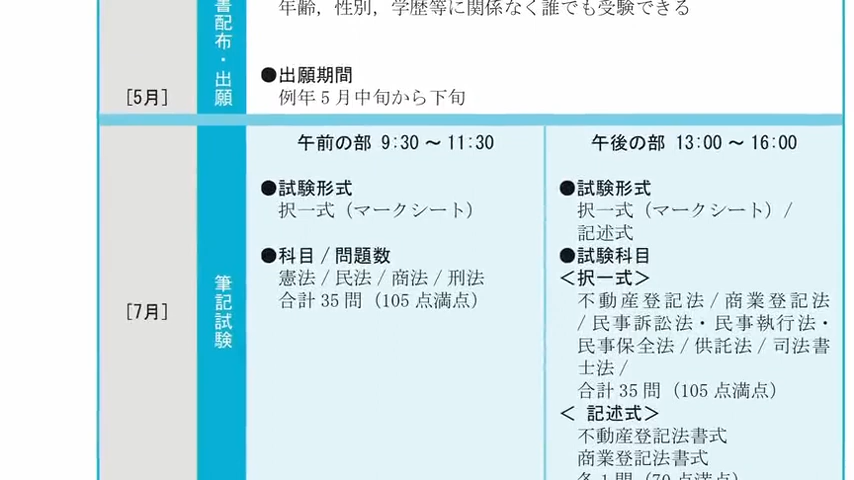 年齢，性別，学歴等に関係なく誰でも受験できる
書配布・出願
[5月]
●出願期間
例年５月中旬から下旬
[7月]
筆記試験
午前の部 9:30 ～ 11:30
●試験形式
択一式（マークシート）
●科目 / 問題数
憲法 / 民法 / 商法 / 刑法
合計 35 問（105 点満点）
午後の部 13:00 ～ 16:00
●試験形式
択一式（マークシート）/
記述式
●試験科目
＜択一式＞
不動産登記法 / 商業登記法
/ 民事訴訟法・民事執行法・
民事保全法 / 供託法 / 司法書
士法 /
合計 35 問（105 点満点）
＜ 記述式＞
不動産登記法書式
商業登記法書式
各 1 問（70 点満点）